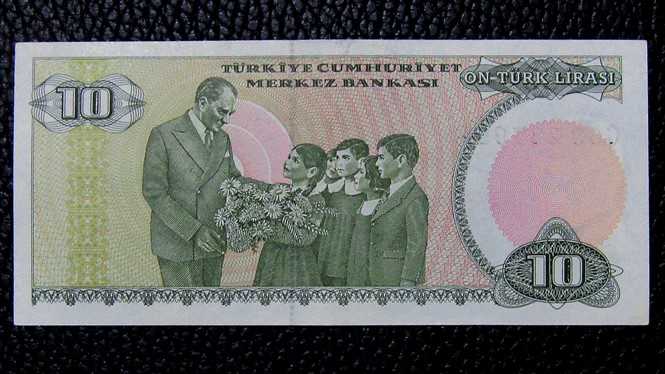 TÜRKİYE CUMHURİYET
MERKEZ BANKASI
ON-TÜRK LİRASI
10
10